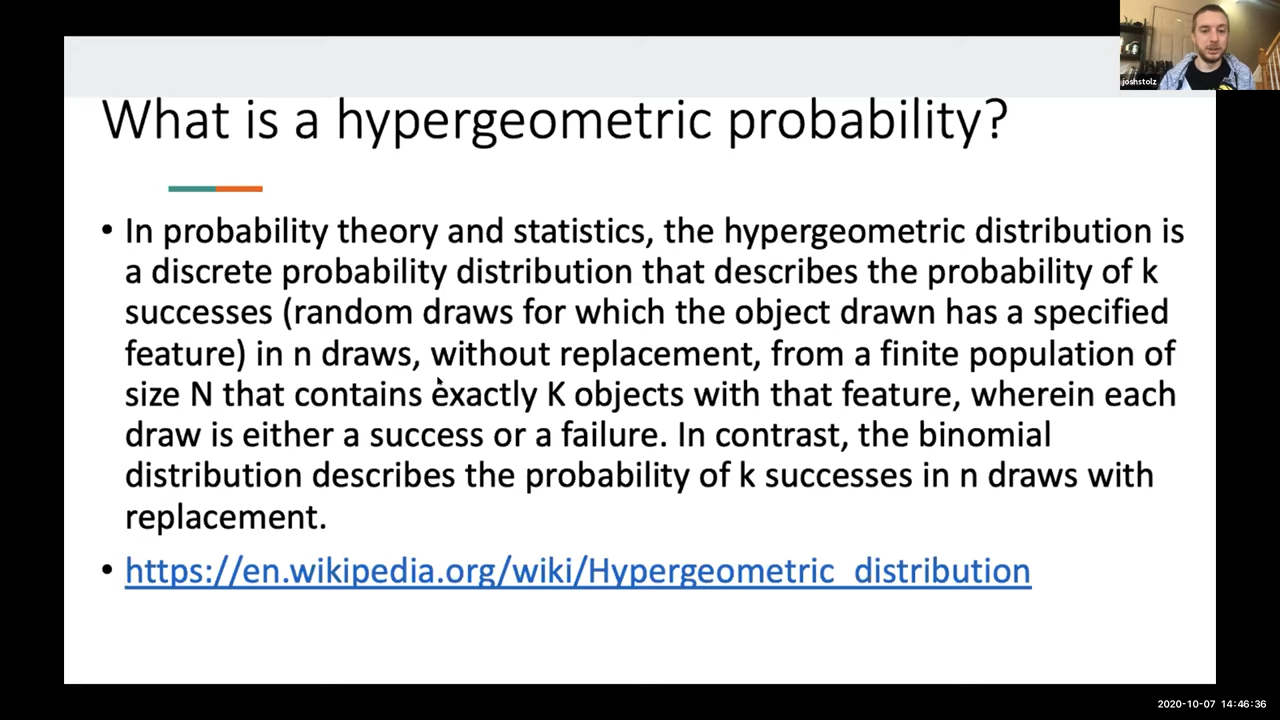 joshstolz
What is a hypergeometric probability?
• In probability theory and statistics, the hypergeometric distribution is
a discrete probability distribution that describes the probability of k
successes (random draws for which the object drawn has a specified
feature) in n draws, without replacement, from a finite population of
size N that contains exactly K objects with that feature, wherein each
draw is either a success or a failure. In contrast, the binomial
distribution describes the probability of k successes in n draws with
replacement.
• https://en.wikipedia.org/wiki/Hypergeometric_distribution
2020-10-07 14:46:36